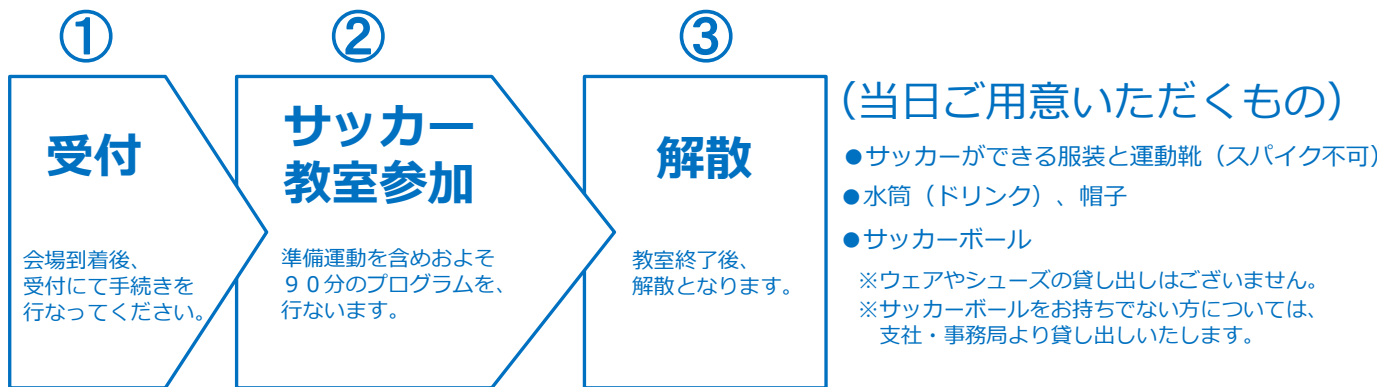 ①
受付
会場到着後、
受付にて手続きを
行なってください。
②
サッカー
教室参加
準備運動を含めおよそ
９０分のプログラムを、
行ないます。
③
解散
教室終了後、
解散となります。
（当日ご用意いただくもの）
●サッカーができる服装と運動靴（スパイク不可）
●水筒（ドリンク）、帽子
●サッカーボール
※ウェアやシューズの貸し出しはございません。
※サッカーボールをお持ちでない方については、
支社・事務局より貸し出しいたします。